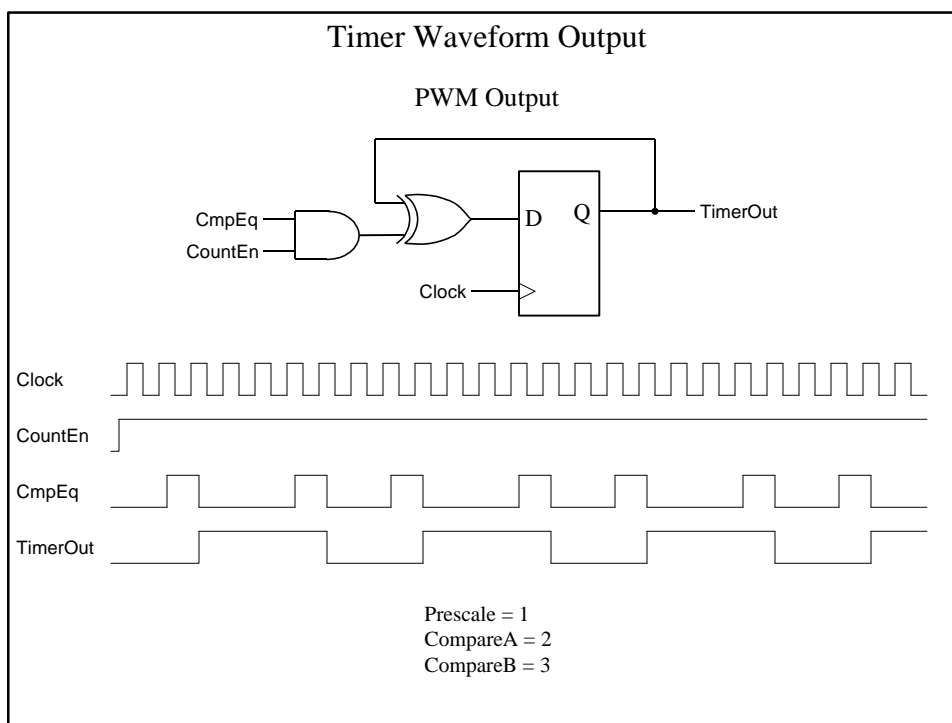 Timer Waveform Output
PWM Output
CmpEq
CountEn
D
Q
TimerOut
Clock
Clock
CountEn
CmpEq
TimerOut
Prescale = 1
CompareA = 2
CompareB = 3